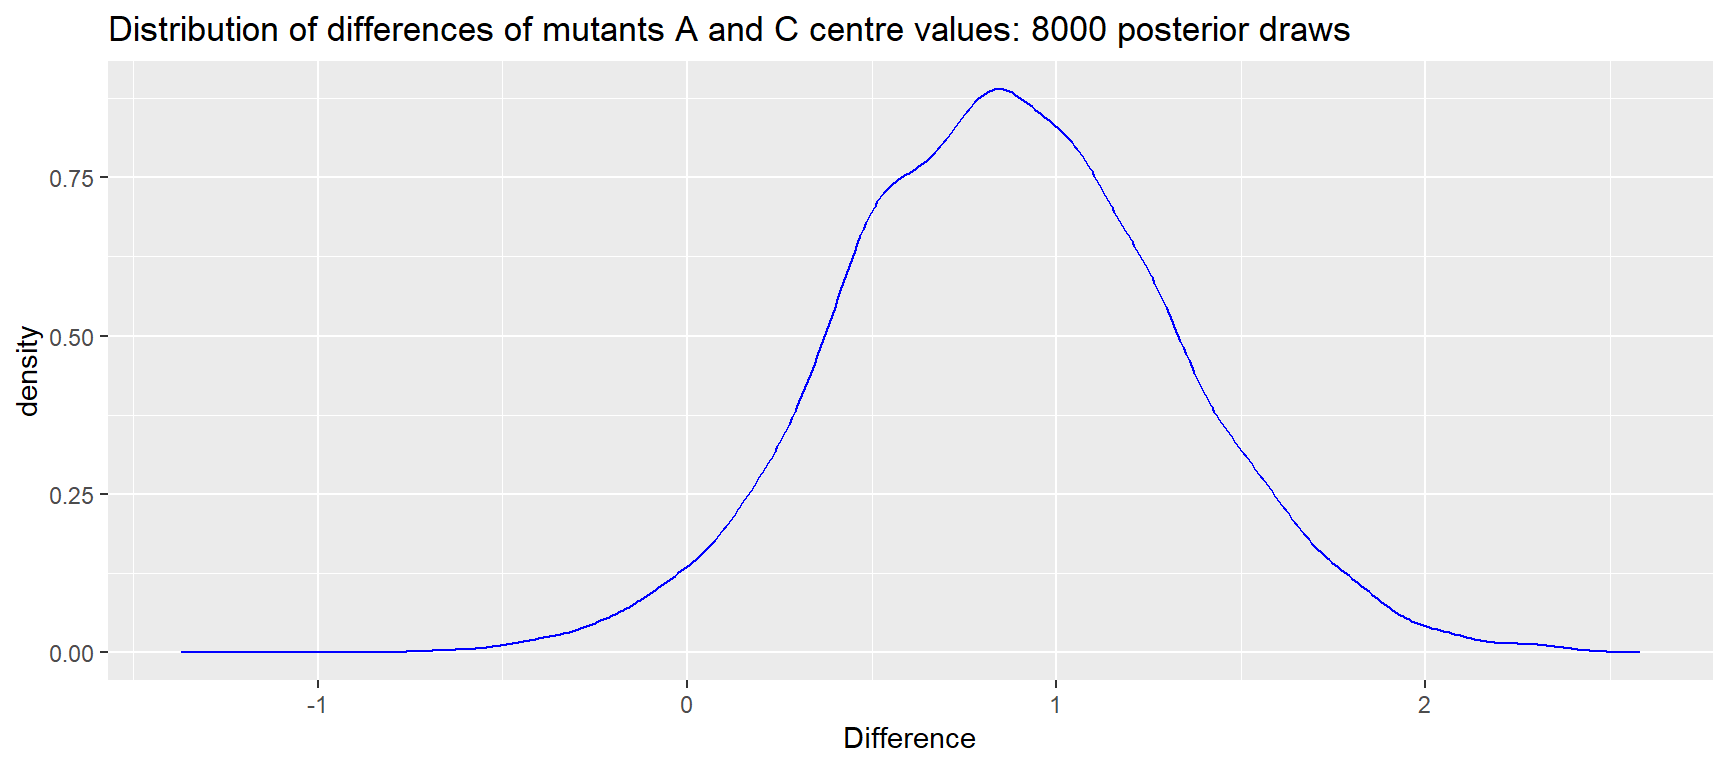 Distribution of differences of mutants A and C centre values: 8000 posterior draws
density
0.75
0.50
0.25
0.00
-1
0
1
2
Difference